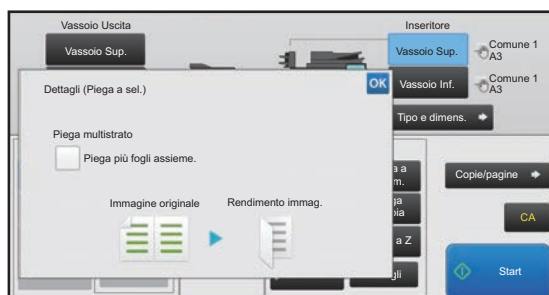 Vassoio Uscita
Inseritore
Vassoio Sup.
Vassoio Sup.
Comune 1
A3
Dettagli (Piega a sel.)
OK
Vassoio Inf.
Comune 1
A3
Tipo e dimens.
Piega multistrato
Piega più fogli assieme.
Copie/pagine
Immagine originale
Rendimento immag.
CA
a Z
Start